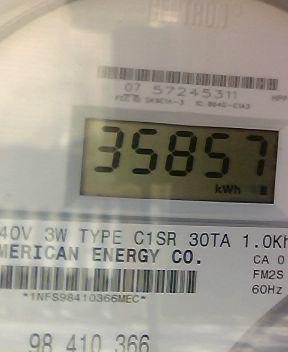 07 57245311
35857
kWh
40V 3W TYPE C1SR 30TA 1.0Kh
MERICAN ENERGY CO.
CA 0
FM2S
60Hz
*1NFS98410366MEC*
98 410 366